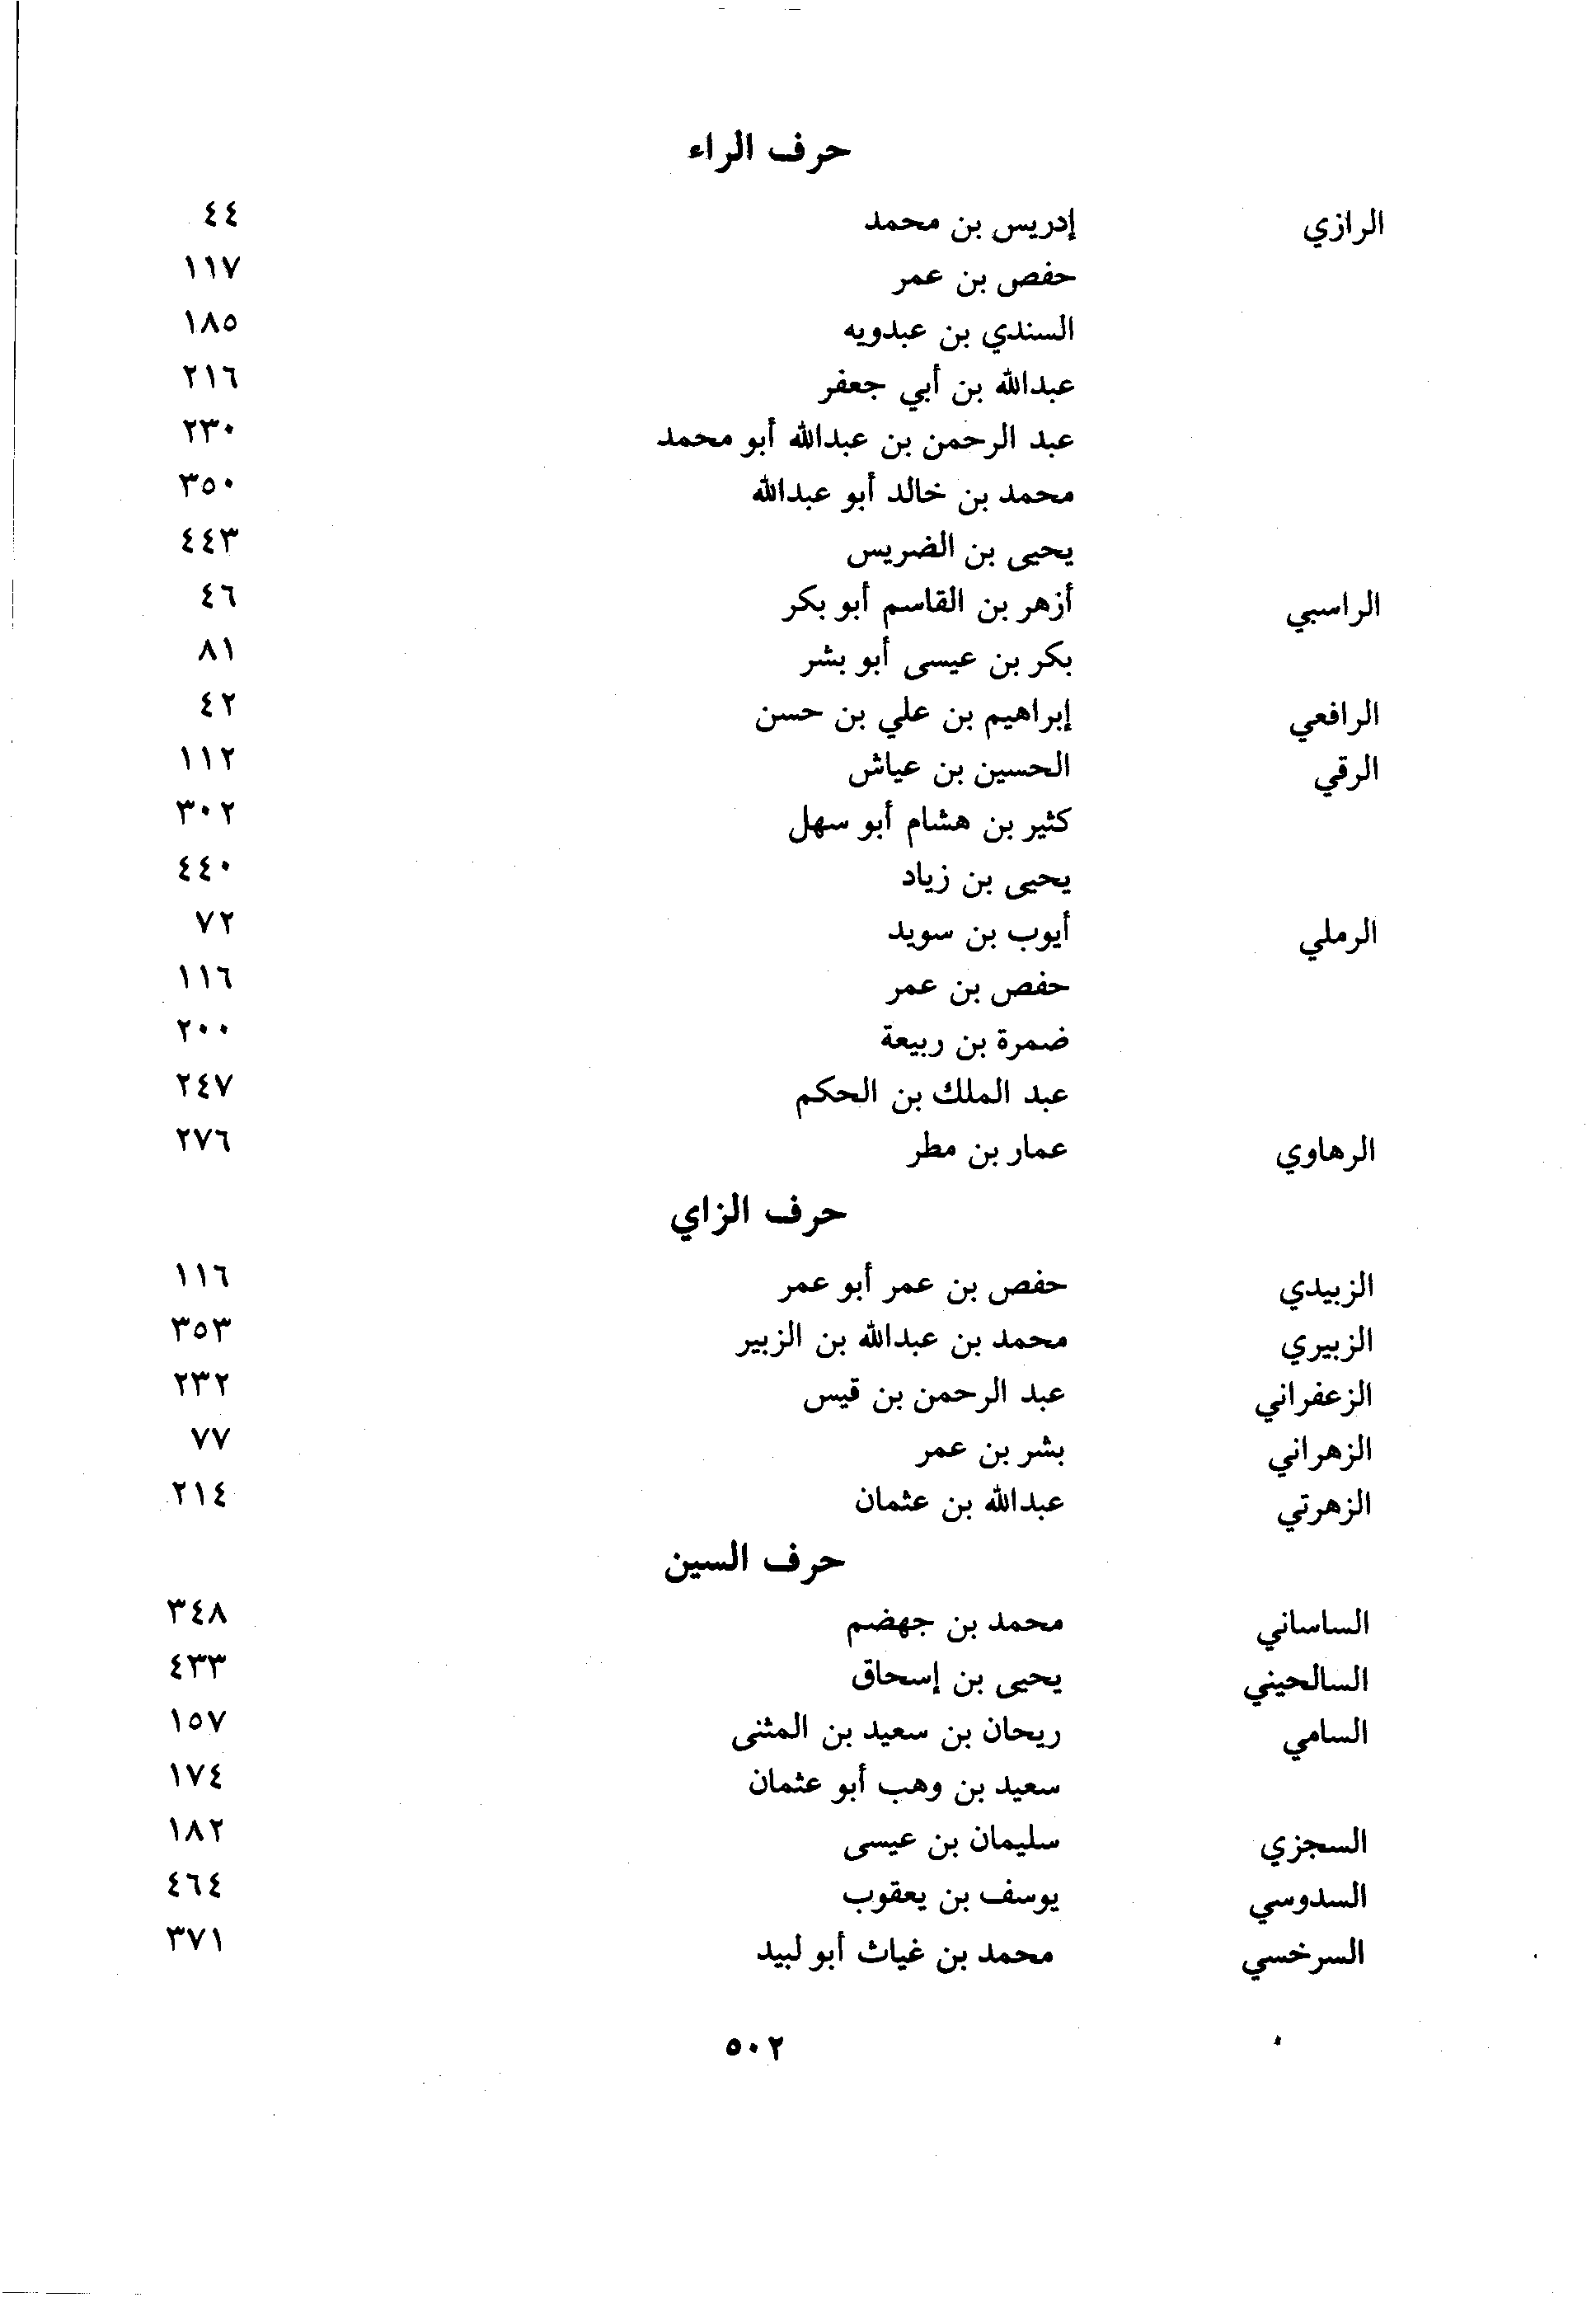 حرف الراء
الرازي إدريس بن محمد ٤٤
حفص بن عمر ١١٧
السندي بن عبدويه ١٨٥
عبدالله بن أبي جعفر ٢١٦
عبد الرحمن بن عبدالله أبو محمد ٢٣٠
محمد بن خالد أبو عبدالله ٣٥٠
يحيى بن الضريس ٤٤٣
الراسبي أزهر بن القاسم أبو بكر ٤٦
بكر بن عيسى أبو بشر ٨١
الرافعي إبراهيم بن علي بن حسن ٤٢
الرقي الحسين بن عياش ١١٢
كثير بن هشام أبو سهل ٣٠٢
يحيى بن زياد ٤٤٠
الرملي أيوب بن سويد ٧٢
حفص بن عمر ١١٦
ضمرة بن ربيعة ٢٠٠
عبد الملك بن الحكم ٢٤٧
الرهاوي عمار بن مطر ٢٧٦
حرف الزاي
الزبيدي حفص بن عمر أبو عمر ١١٦
الزبيري محمد بن عبدالله بن الزبير ٣٥٣
الزعفراني عبد الرحمن بن قيس ٢٣٢
الزهراني بشر بن عمر ٧٧
الزهرتي عبدالله بن عثمان ٢١٤
حرف السين
الساساني محمد بن جهضم ٣٤٨
السالحيني يحيى بن إسحاق ٤٣٣
السامي ريحان بن سعيد بن المثنى ١٥٧
سعيد بن وهب أبو عثمان ١٧٤
السجزي سليمان بن عيسى ١٨٢
السدوسي يوسف بن يعقوب ٤٦٤
السرخسي محمد بن غياث أبو لبيد ٣٧١
٥٠٢